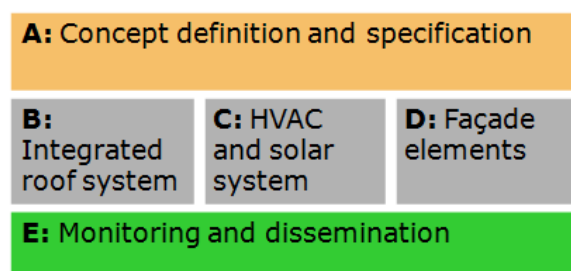 A: Concept definition and specification
B:
Integrated
roof system
C: HVAC
and solar
system
D: Façade
elements
E: Monitoring and dissemination